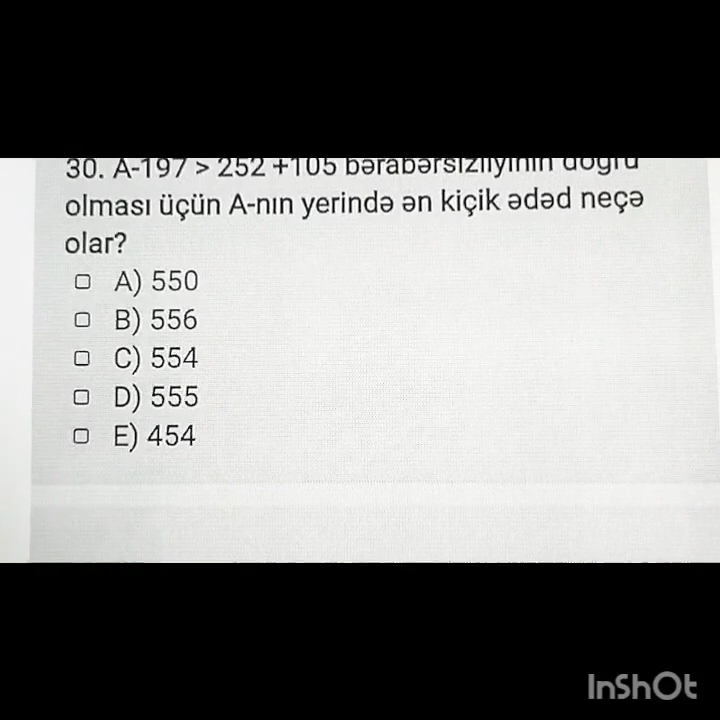 30. A-197 > 252 +105 bərabərsizliyinin doğru
olması üçün A-nın yerində ən kiçik ədəd neçə
olar?
A) 550
B) 556
C) 554
D) 555
E) 454
InShOt